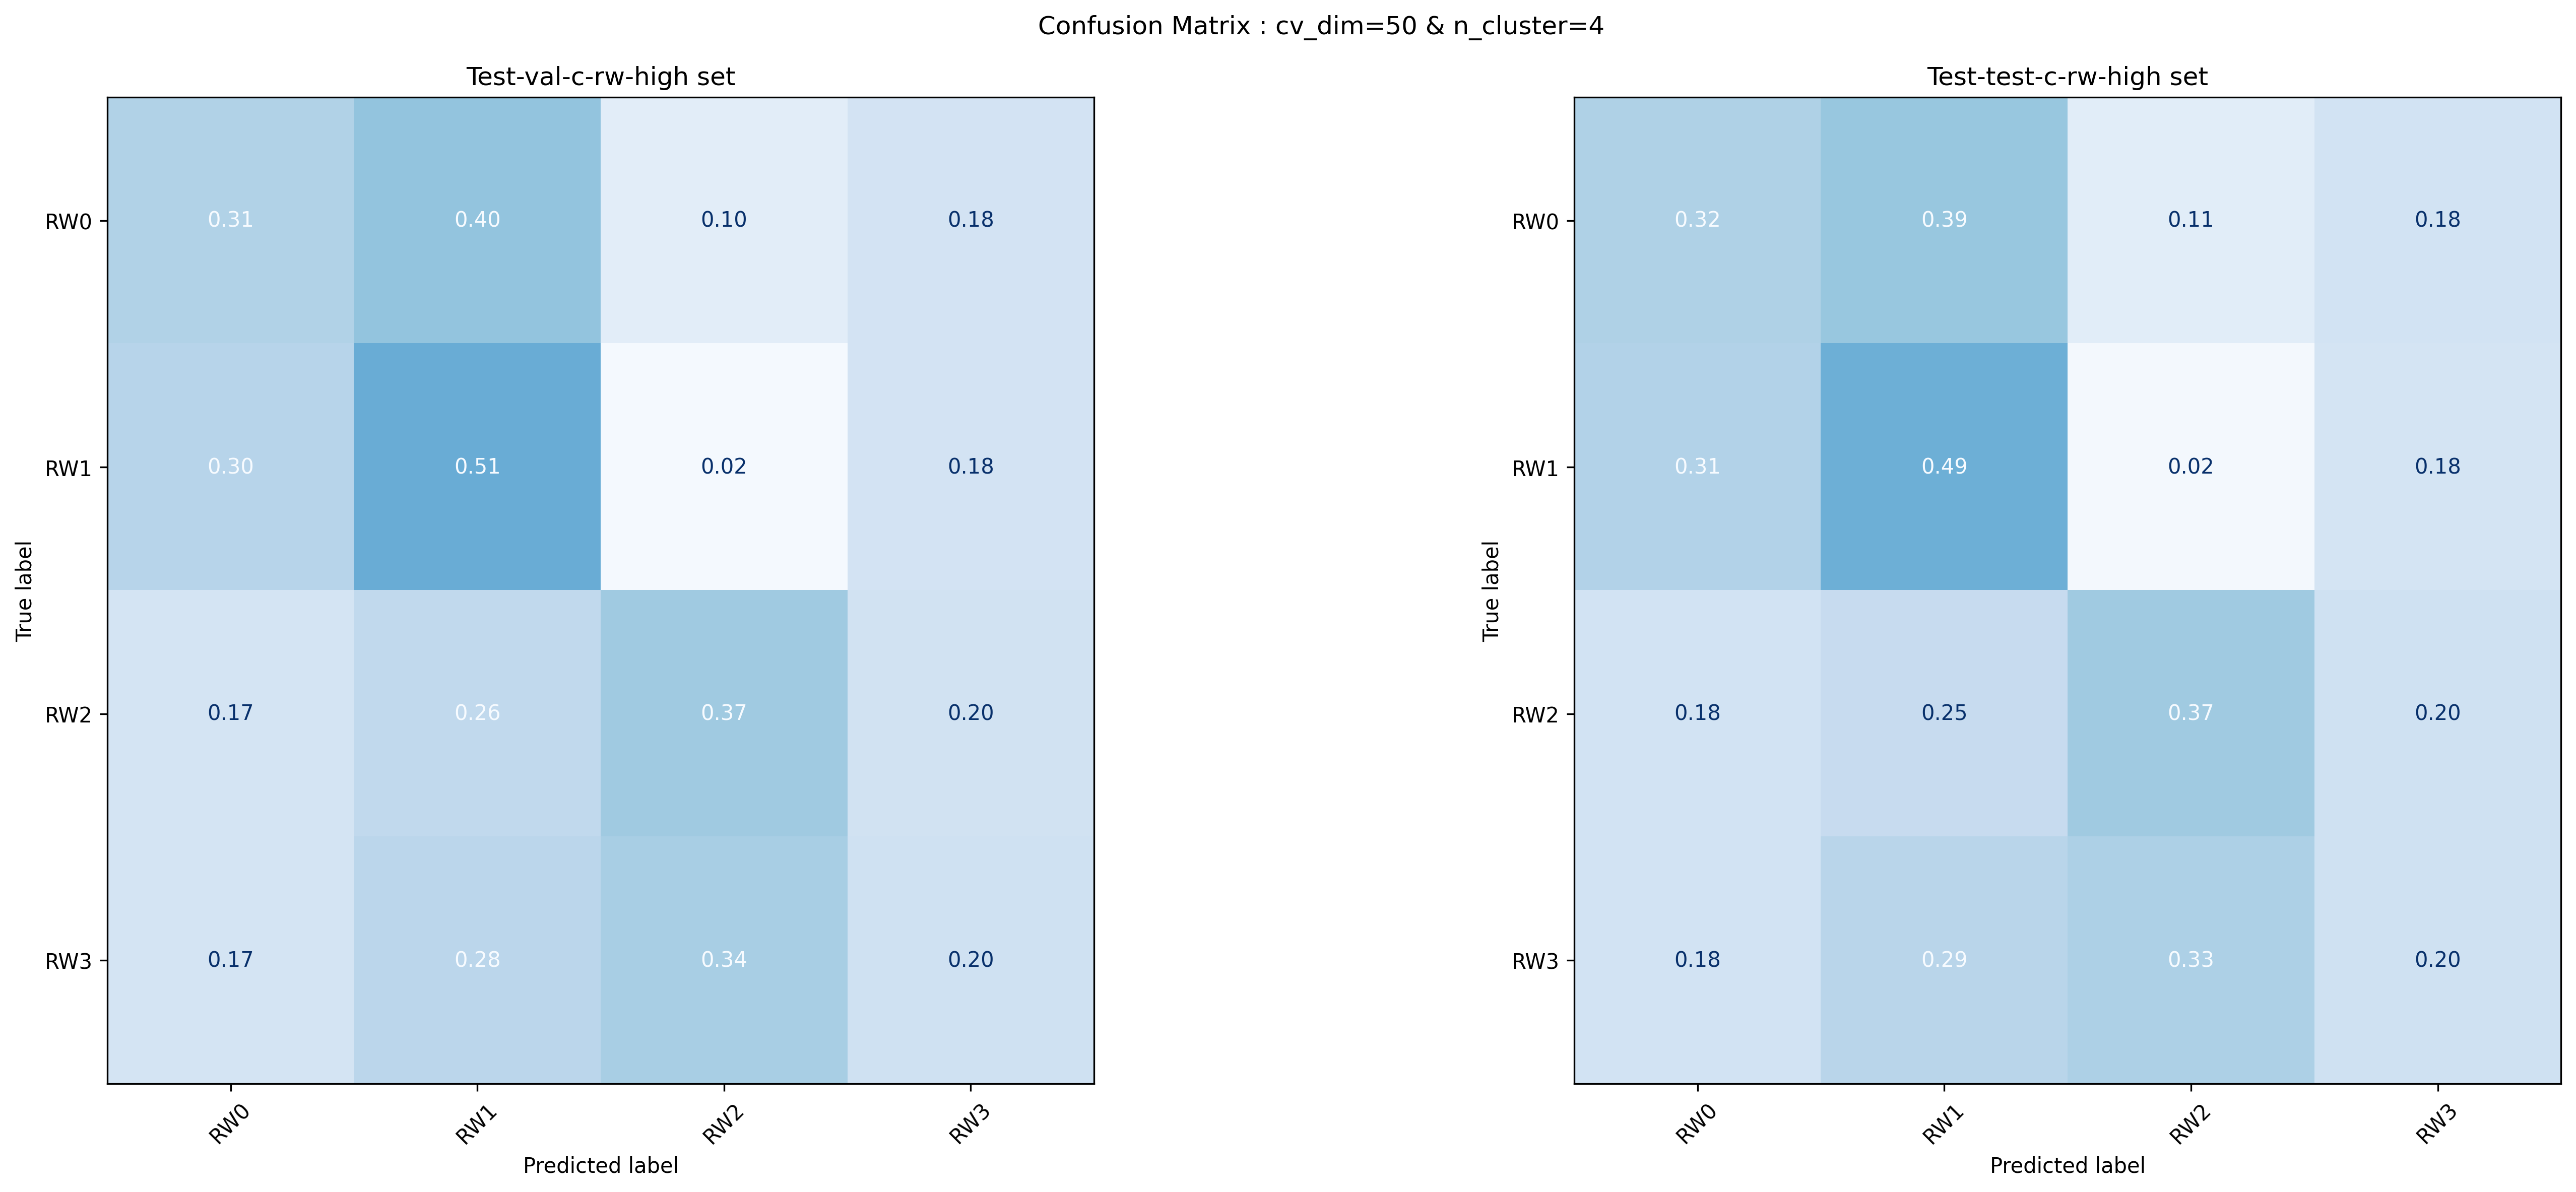 Confusion Matrix : cv_dim=50 & n_cluster=4
Test-val-c-rw-high set
True label
RW0 0.31 0.40 0.10 0.18
RW1 0.30 0.51 0.02 0.18
RW2 0.17 0.26 0.37 0.20
RW3 0.17 0.28 0.34 0.20
RW0 RW1 RW2 RW3
Predicted label
Test-test-c-rw-high set
True label
RW0 0.32 0.39 0.11 0.18
RW1 0.31 0.49 0.02 0.18
RW2 0.18 0.25 0.37 0.20
RW3 0.18 0.29 0.33 0.20
RW0 RW1 RW2 RW3
Predicted label